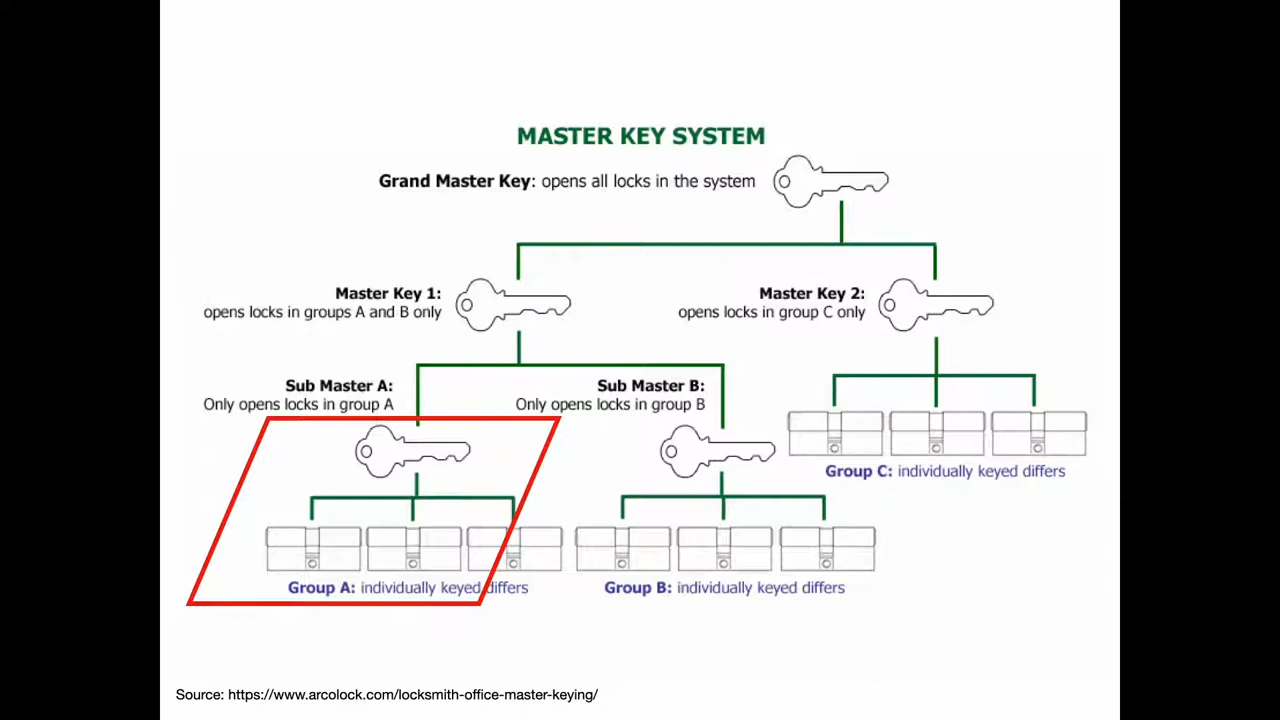 MASTER KEY SYSTEM
Grand Master Key: opens all locks in the system
Master Key 1:
opens locks in groups A and B only
Master Key 2:
opens locks in group C only
Sub Master A:
Only opens locks in group A
Sub Master B:
Only opens locks in group B
Group C: individually keyed differs
Group A: individually keyed differs
Group B: individually keyed differs
Source: https://www.arcolock.com/locksmith-office-master-keying/